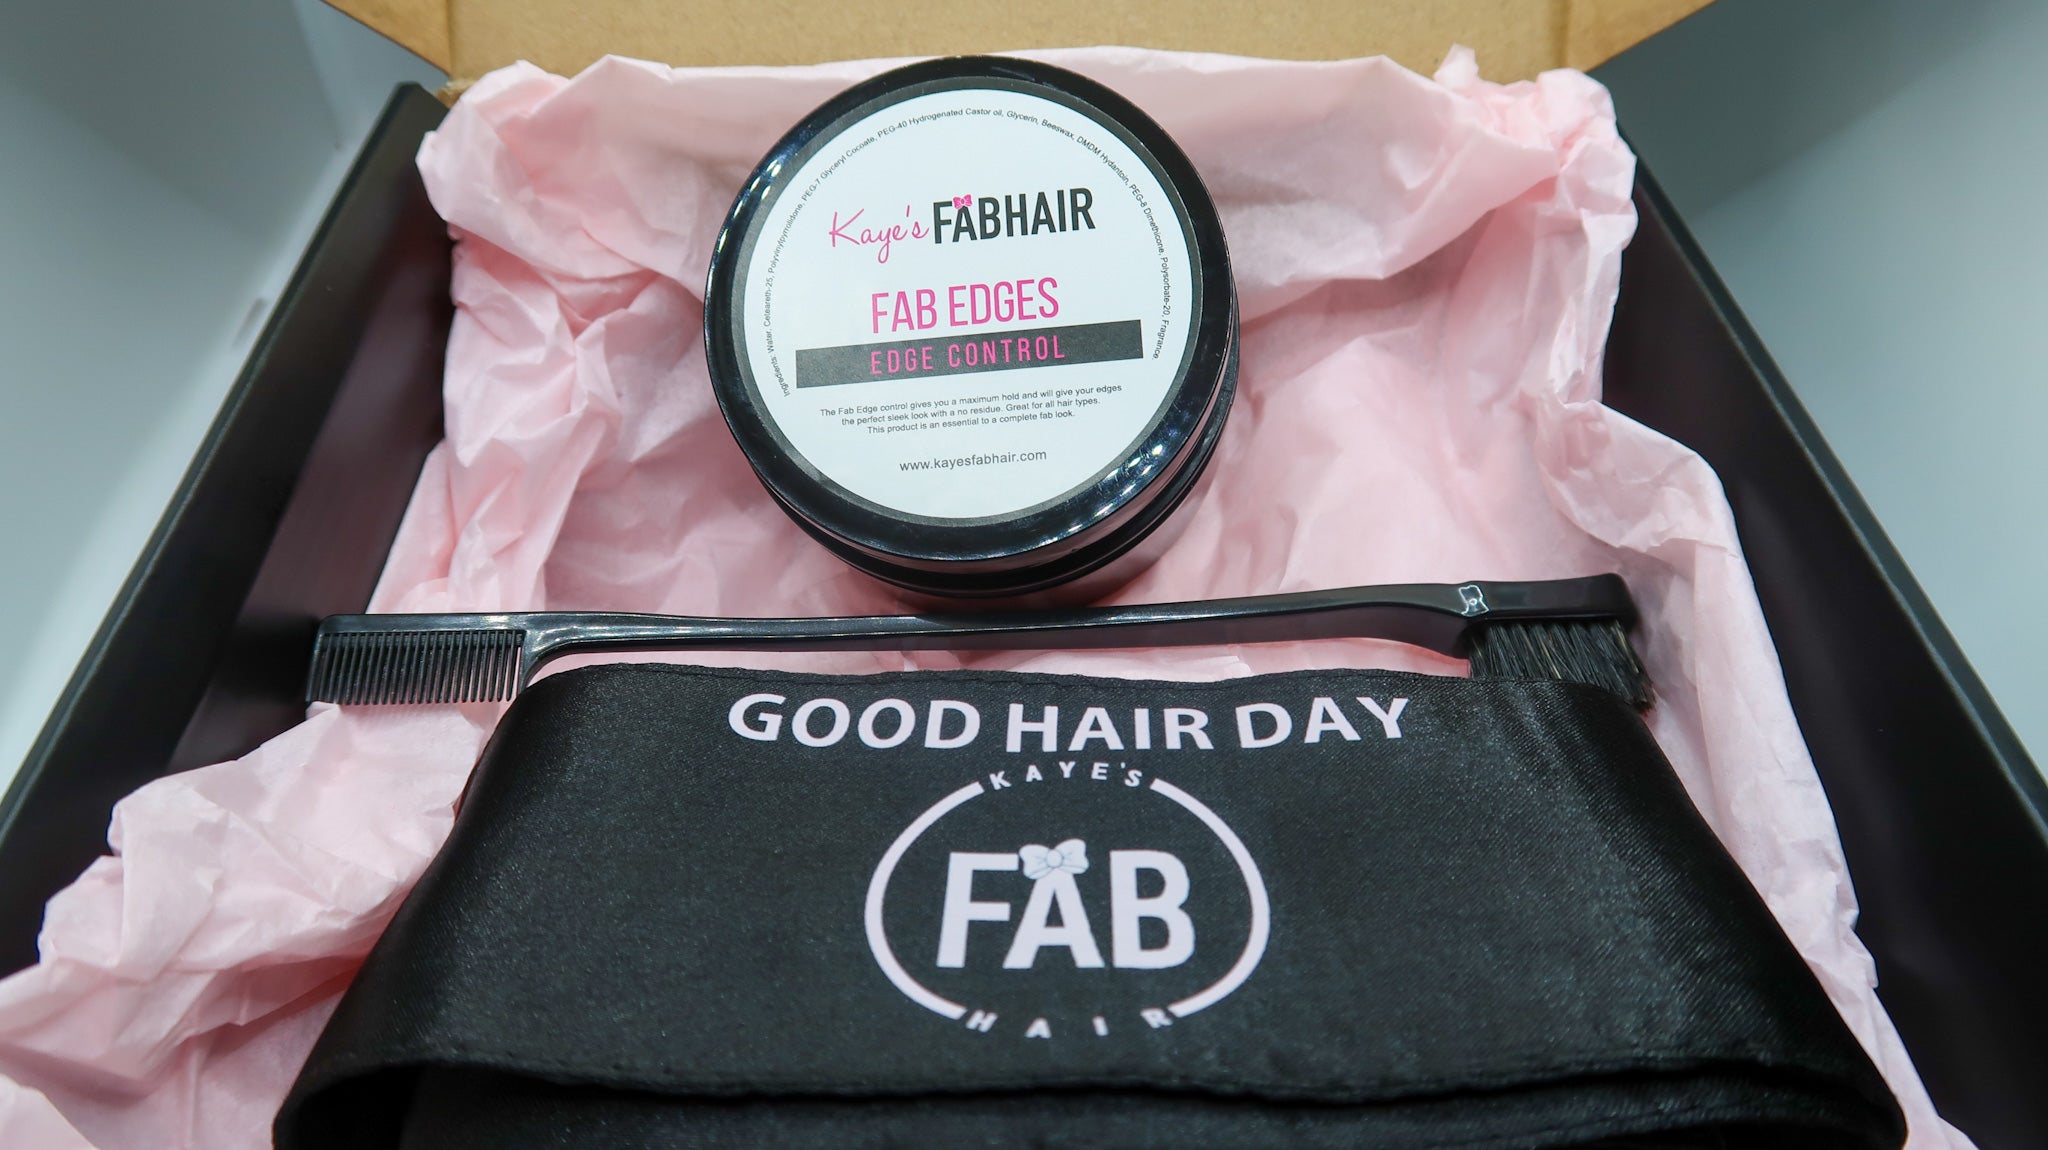 Ingredients: Water, Ceteareth-25, Polyvinylpyrrolidone, PEG-7 Glyceryl Cocoate, PEG-40 Hydrogenated Castor oil, Glycerin, Beeswax, DMDM Hydantoin, PEG-8 Dimethicone, Polysorbate-20, Fragrance.
Kaye's FABHAIR
FAB EDGES
EDGE CONTROL
The Fab Edge control gives you a maximum hold and will give your edges
the perfect sleek look with a no residue. Great for all hair types.
This product is an essential to a complete fab look.
www.kayesfabhair.com
GOOD HAIR DAY
KAYE'S
FAB
HAIR